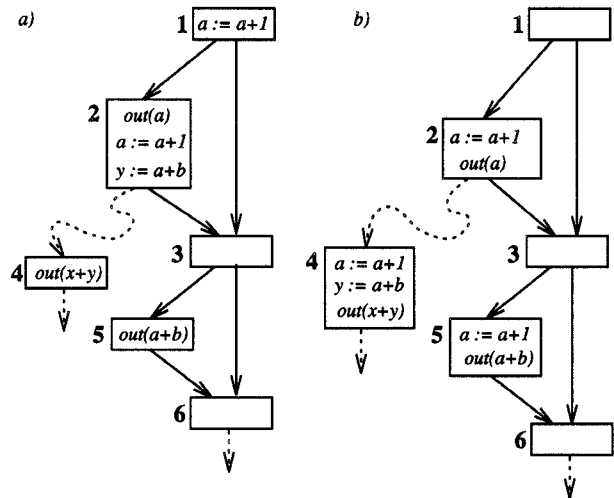 a)
1 a := a+1
2 out(a)
a := a+1
y := a+b
3
4 out(x+y)
5 out(a+b)
6
b)
1
2 a := a+1
out(a)
3
4 a := a+1
y := a+b
out(x+y)
5 a := a+1
out(a+b)
6